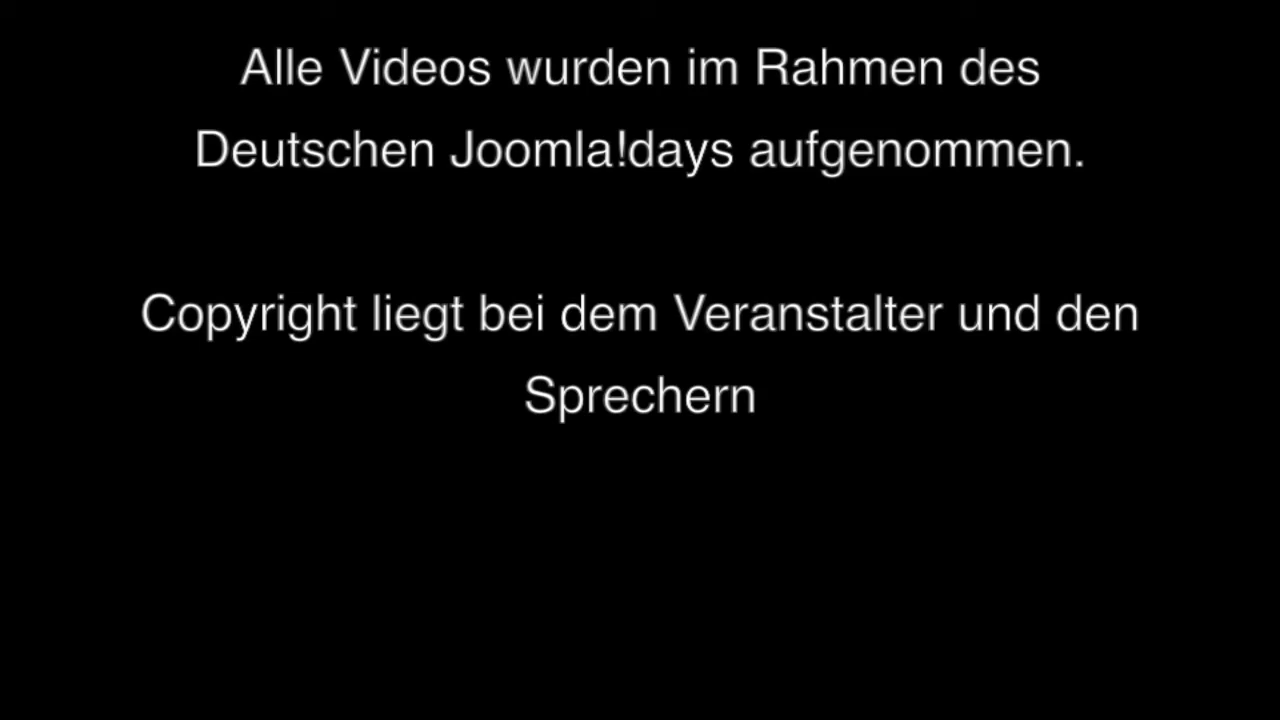 Alle Videos wurden im Rahmen des
Deutschen Joomla!days aufgenommen.
Copyright liegt bei dem Veranstalter und den
Sprechern